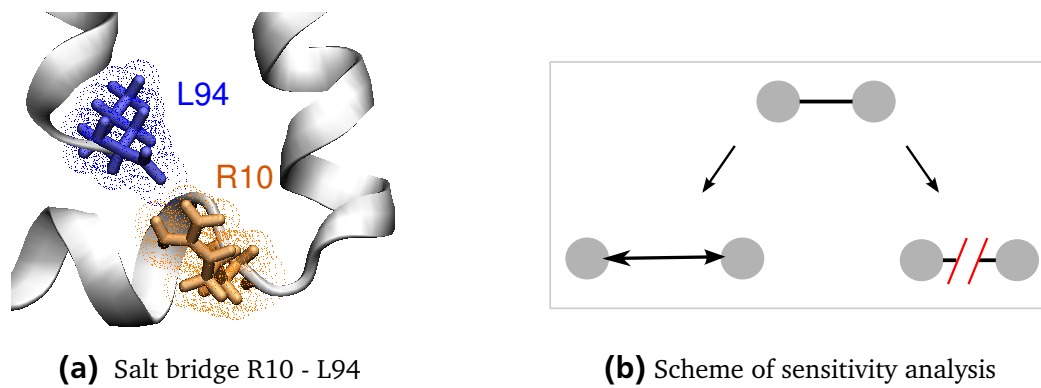 L94
R10
(a) Salt bridge R10 - L94
(b) Scheme of sensitivity analysis